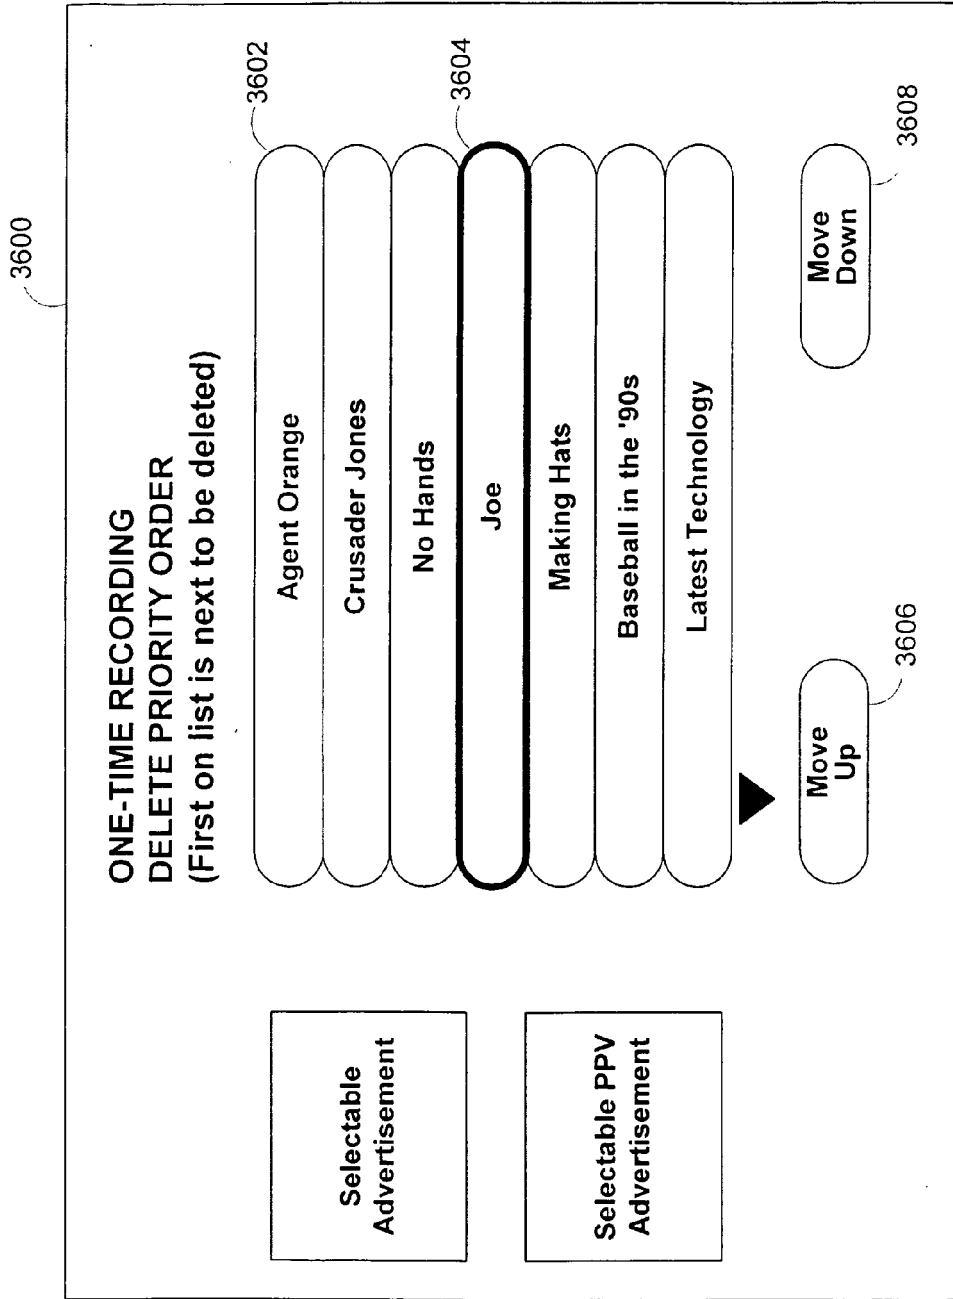 3600
ONE-TIME RECORDING
DELETE PRIORITY ORDER
(First on list is next to be deleted)
Selectable
Advertisement
Selectable PPV
Advertisement
3602
Agent Orange
Crusader Jones
No Hands
3604
Joe
Making Hats
Baseball in the '90s
Latest Technology
Move
Up
3606
Move
Down
3608